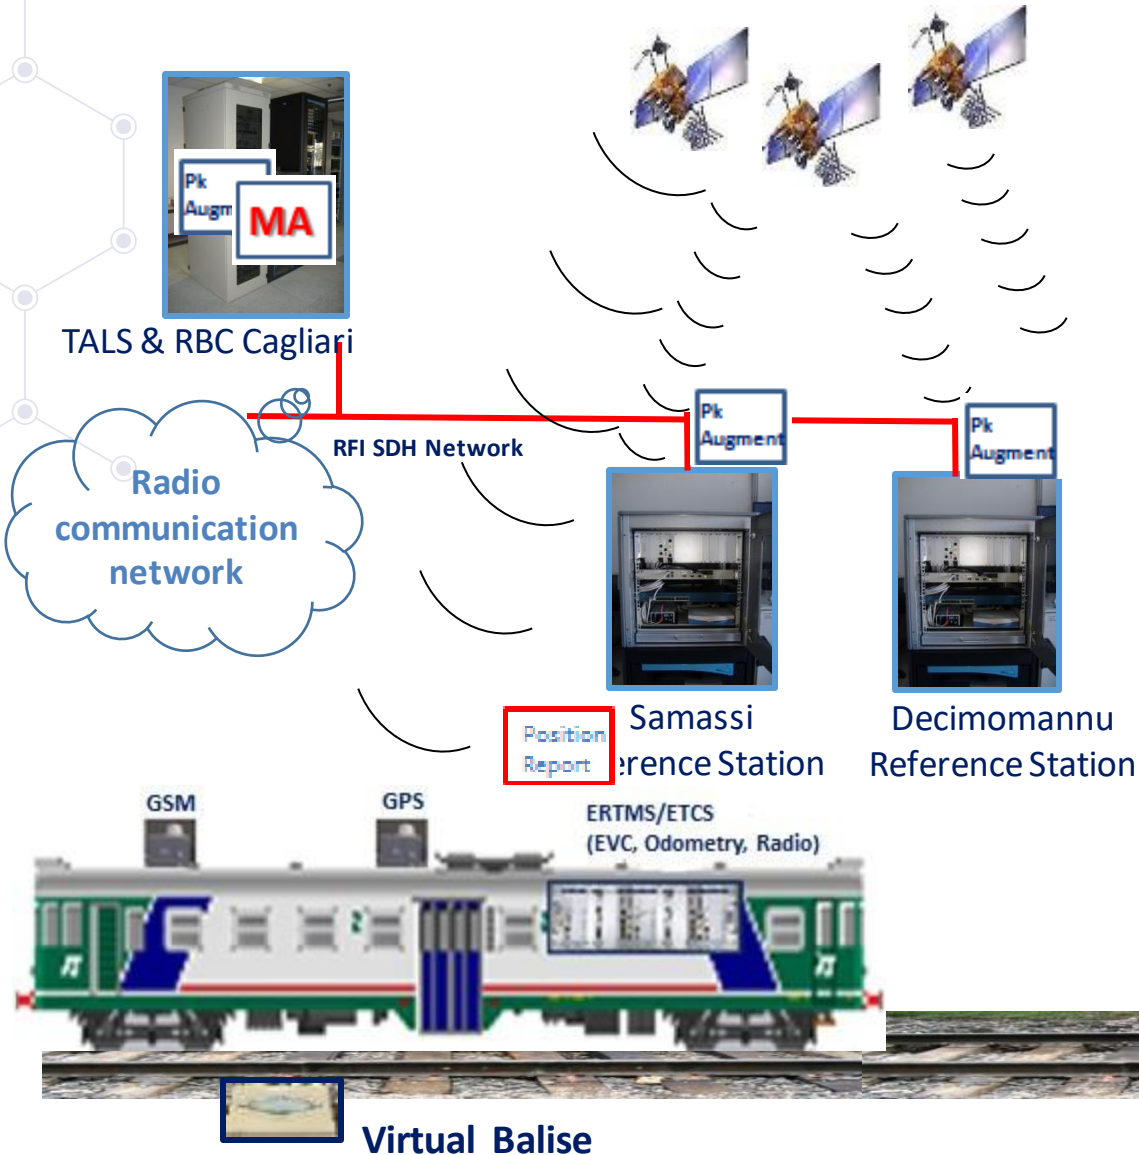 Pk
Augm
MA
TALS & RBC Cagliari
RFI SDH Network
Pk
Augment
Pk
Augment
Radio
communication
network
Samassi
erence Station
Decimomannu
Reference Station
Position
Report
GSM
GPS
ERTMS/ETCS
(EVC, Odometry, Radio)
Virtual Balise